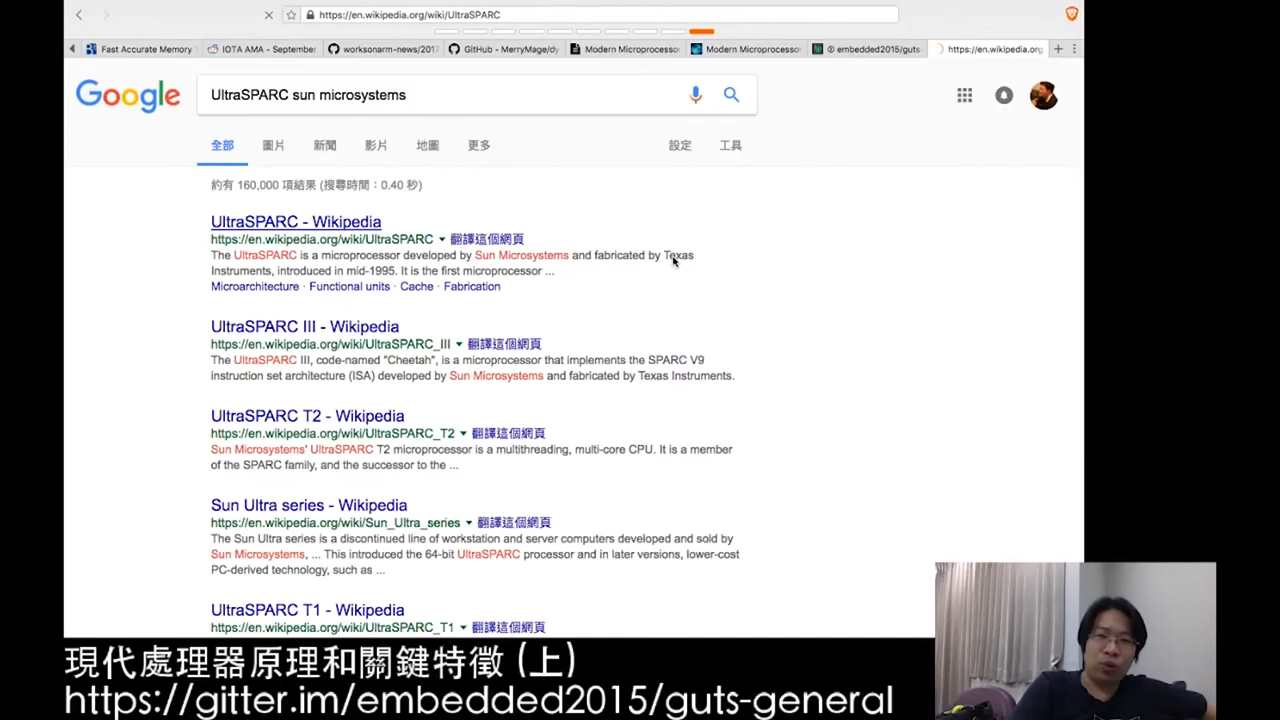 https://en.wikipedia.org/wiki/UltraSPARC
Fast Accurate Memory
IOTA AMA - September
worksonarm-news/2017
GitHub - MerryMage/dy
Modern Microprocessor
Modern Microprocessor
@ embedded2015/guts-
https://en.wikipedia.org
Google
UltraSPARC sun microsystems
全部 圖片 新聞 影片 地圖 更多 設定 工具
約有 160,000 項結果 (搜尋時間：0.40 秒)
UltraSPARC - Wikipedia
https://en.wikipedia.org/wiki/UltraSPARC 翻譯這個網頁
The UltraSPARC is a microprocessor developed by Sun Microsystems and fabricated by Texas
Instruments, introduced in mid-1995. It is the first microprocessor ...
Microarchitecture · Functional units · Cache · Fabrication
UltraSPARC III - Wikipedia
https://en.wikipedia.org/wiki/UltraSPARC_III 翻譯這個網頁
The UltraSPARC III, code-named "Cheetah", is a microprocessor that implements the SPARC V9
instruction set architecture (ISA) developed by Sun Microsystems and fabricated by Texas Instruments.
UltraSPARC T2 - Wikipedia
https://en.wikipedia.org/wiki/UltraSPARC_T2 翻譯這個網頁
Sun Microsystems' UltraSPARC T2 microprocessor is a multithreading, multi-core CPU. It is a member
of the SPARC family, and the successor to the ...
Sun Ultra series - Wikipedia
https://en.wikipedia.org/wiki/Sun_Ultra_series 翻譯這個網頁
The Sun Ultra series is a discontinued line of workstation and server computers developed and sold by
Sun Microsystems, ... This introduced the 64-bit UltraSPARC processor and in later versions, lower-cost
PC-derived technology, such as ...
UltraSPARC T1 - Wikipedia
https://en.wikipedia.org/wiki/UltraSPARC_T1 翻譯這個網頁
現代處理器原理和關鍵特徵 (上)
https://gitter.im/embedded2015/guts-general